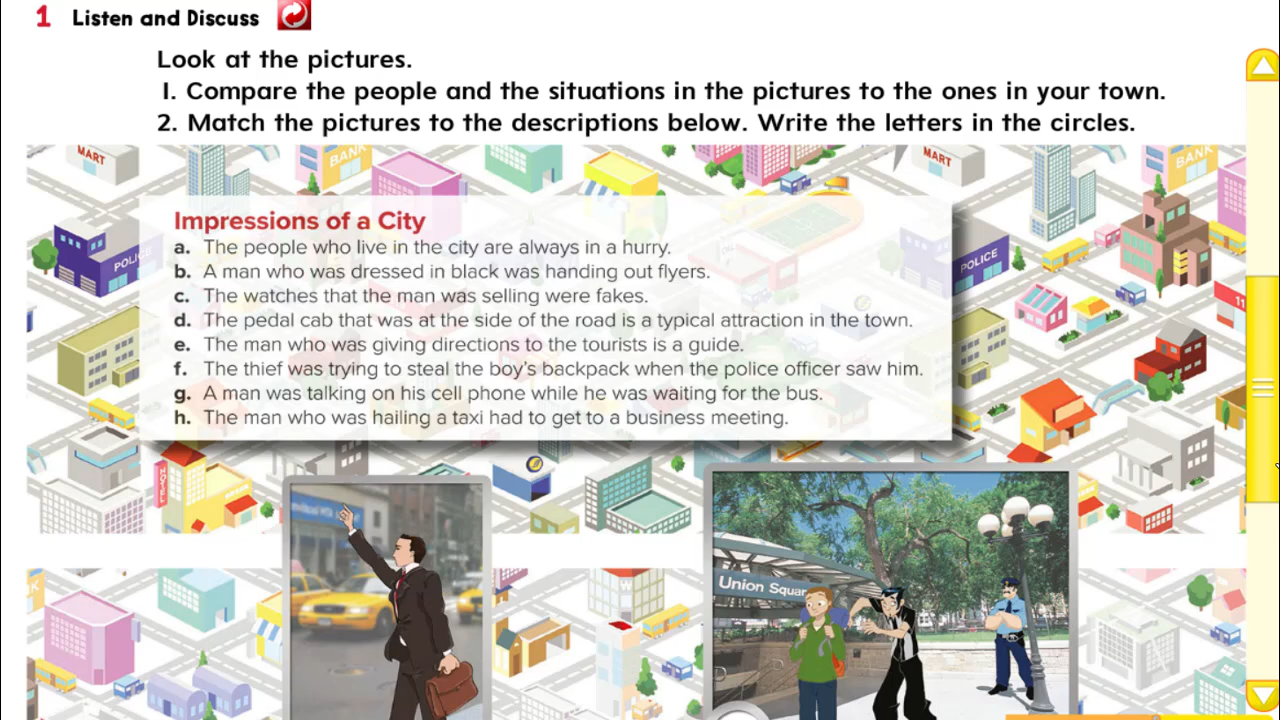 1 Listen and Discuss
Look at the pictures.
1. Compare the people and the situations in the pictures to the ones in your town.
2. Match the pictures to the descriptions below. Write the letters in the circles.
MART
BANK
MART
BANK
Impressions of a City
a. The people who live in the city are always in a hurry.
b. A man who was dressed in black was handing out flyers.
c. The watches that the man was selling were fakes.
d. The pedal cab that was at the side of the road is a typical attraction in the town.
e. The man who was giving directions to the tourists is a guide.
f. The thief was trying to steal the boy's backpack when the police officer saw him.
g. A man was talking on his cell phone while he was waiting for the bus.
h. The man who was hailing a taxi had to get to a business meeting.
POLICE
POLICE
11
HOTEL
Union Squar